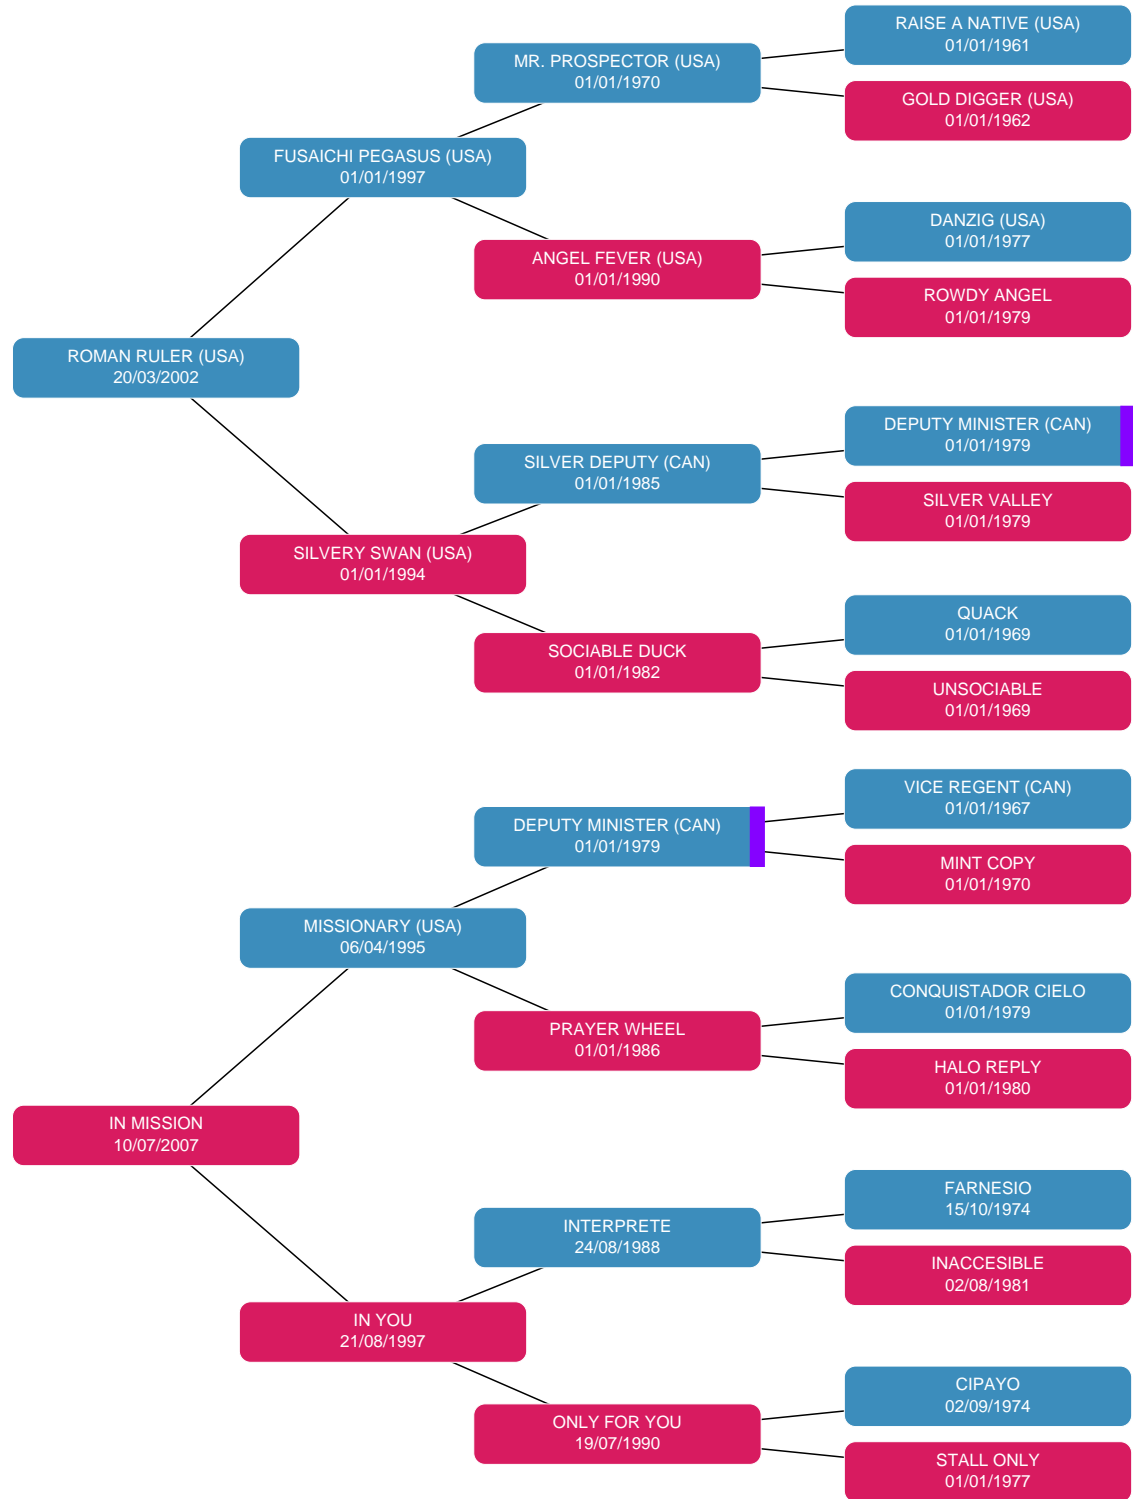 RAISE A NATIVE (USA)
01/01/1961
MR. PROSPECTOR (USA)
01/01/1970
GOLD DIGGER (USA)
01/01/1962
FUSAICHI PEGASUS (USA)
01/01/1997
DANZIG (USA)
01/01/1977
ANGEL FEVER (USA)
01/01/1990
ROWDY ANGEL
01/01/1979
ROMAN RULER (USA)
20/03/2002
DEPUTY MINISTER (CAN)
01/01/1979
SILVER DEPUTY (CAN)
01/01/1985
SILVER VALLEY
01/01/1979
SILVERY SWAN (USA)
01/01/1994
QUACK
01/01/1969
SOCIABLE DUCK
01/01/1982
UNSOCIABLE
01/01/1969
VICE REGENT (CAN)
01/01/1967
DEPUTY MINISTER (CAN)
01/01/1979
MINT COPY
01/01/1970
MISSIONARY (USA)
06/04/1995
CONQUISTADOR CIELO
01/01/1979
PRAYER WHEEL
01/01/1986
HALO REPLY
01/01/1980
IN MISSION
10/07/2007
FARNESIO
15/10/1974
INTERPRETE
24/08/1988
INACCESIBLE
02/08/1981
IN YOU
21/08/1997
CIPAYO
02/09/1974
ONLY FOR YOU
19/07/1990
STALL ONLY
01/01/1977